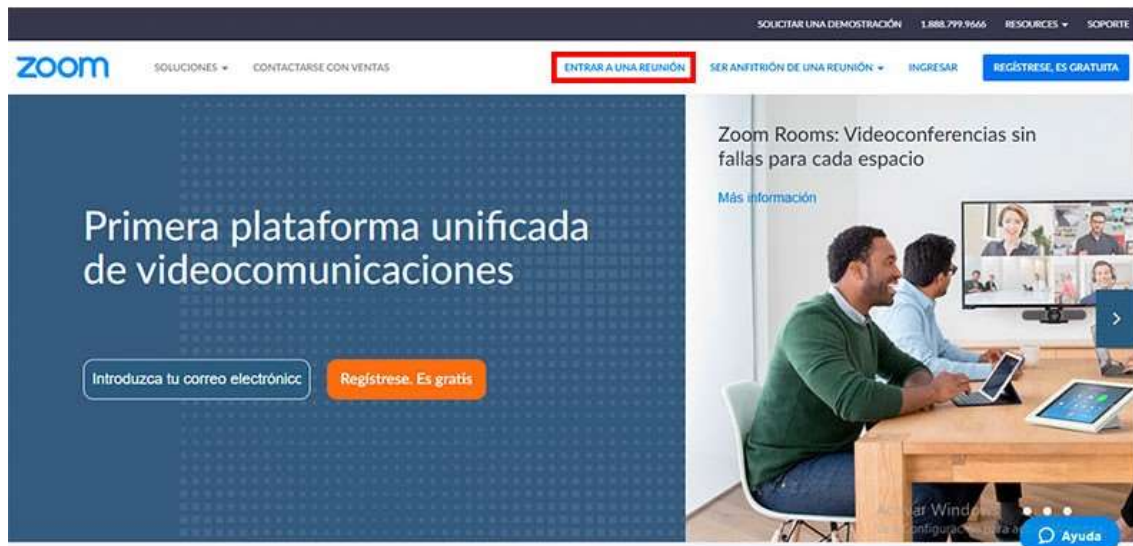 SOLICITAR UNA DEMOSTRACIÓN 1.888.799.9666 RESOURCES SOPORTE
zoom SOLUCIONES CONTACTARSE CON VENTAS ENTRAR A UNA REUNIÓN SER ANFITRIÓN DE UNA REUNIÓN INGRESAR REGÍSTRESE, ES GRATUITA
Zoom Rooms: Videoconferencias sin
fallas para cada espacio
Más información
Primera plataforma unificada
de videocomunicaciones
Introduzca tu correo electrónicc Regístrese. Es gratis
Ayuda